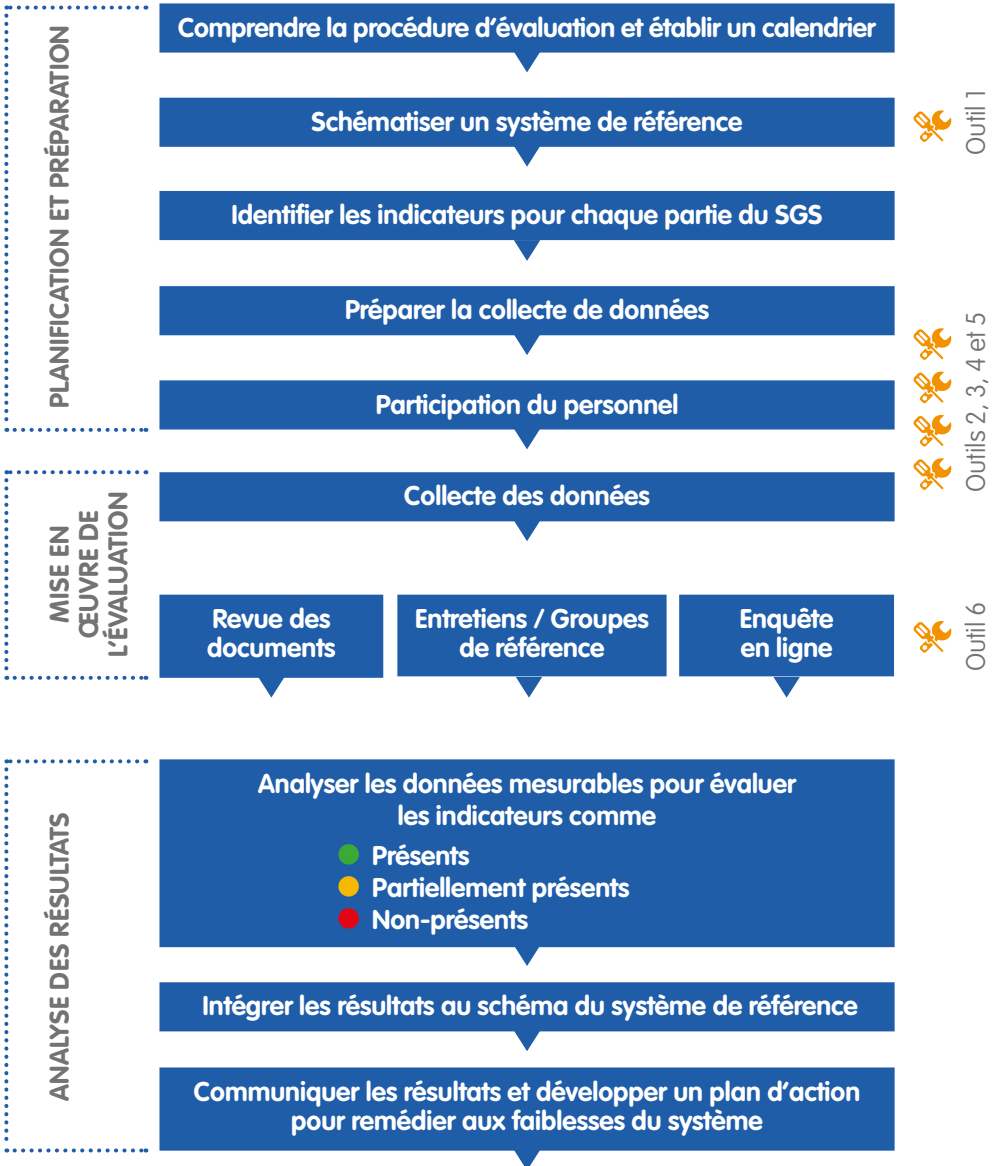 PLANIFICATION ET PRÉPARATION
Comprendre la procédure d'évaluation et établir un calendrier
Schématiser un système de référence
Outil 1
Identifier les indicateurs pour chaque partie du SGS
Préparer la collecte de données
Participation du personnel
Outils 2, 3, 4 et 5
MISE EN
ŒUVRE DE
L'ÉVALUATION
Collecte des données
Revue des
documents
Entretiens / Groupes
de référence
Enquête
en ligne
Outil 6
ANALYSE DES RÉSULTATS
Analyser les données mesurables pour évaluer
les indicateurs comme
Présents
Partiellement présents
Non-présents
Intégrer les résultats au schéma du système de référence
Communiquer les résultats et développer un plan d'action
pour remédier aux faiblesses du système